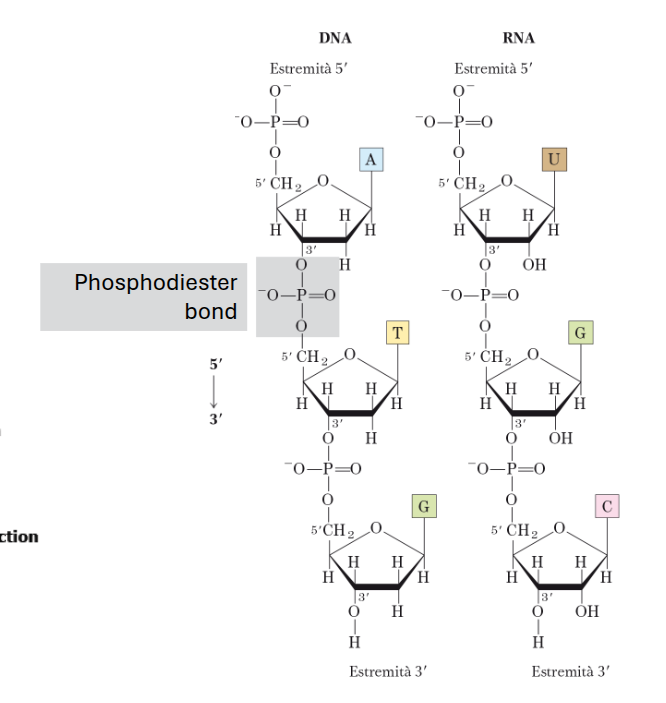 DNA
RNA
Estremità 5′
Estremità 5′
O⁻
O⁻
⁻O—P=O
⁻O—P=O
O
O
A
U
5′ CH₂ O
5′ CH₂ O
H H
H H
H H
H H
3′
3′
O H
O OH
Phosphodiester
bond
⁻O—P=O
⁻O—P=O
O
O
T
G
5′
3′
5′ CH₂ O
5′ CH₂ O
H H
H H
H H
H H
3′
3′
O H
O OH
⁻O—P=O
⁻O—P=O
O
O
G
C
ction
5′CH₂ O
5′ CH₂ O
H H
H H
H H
H H
3′
3′
O H
O OH
H
H
Estremità 3′
Estremità 3′